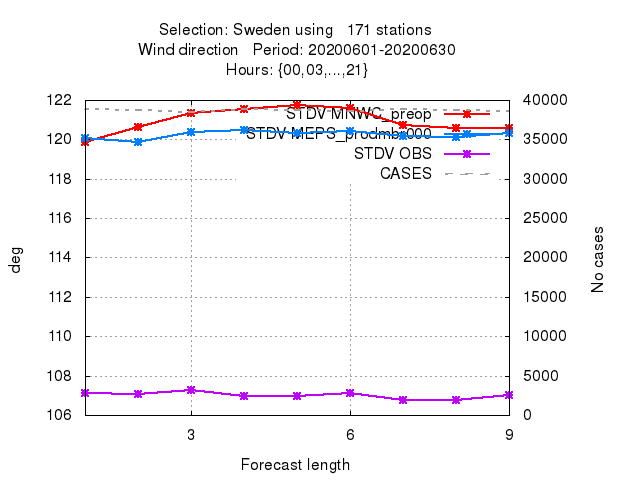 Selection: Sweden using 171 stations
Wind direction Period: 20200601-20200630
Hours: {00,03,...,21}
122
120
118
116
114
112
110
108
106
deg
40000
35000
30000
25000
20000
15000
10000
5000
0
No cases
STDV MNWC_preop
STDV MEPS_prodmb_000
STDV OBS
CASES
3
6
9
Forecast length